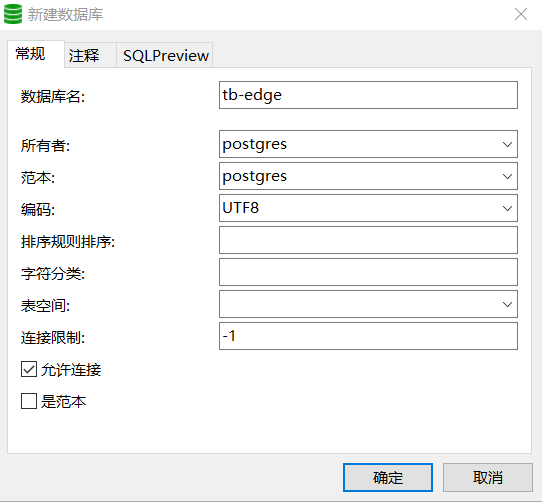 新建数据库
常规 注释 SQLPreview
数据库名: tb-edge
所有者: postgres
范本: postgres
编码: UTF8
排序规则排序:
字符分类:
表空间:
连接限制: -1
允许连接
是范本
确定 取消